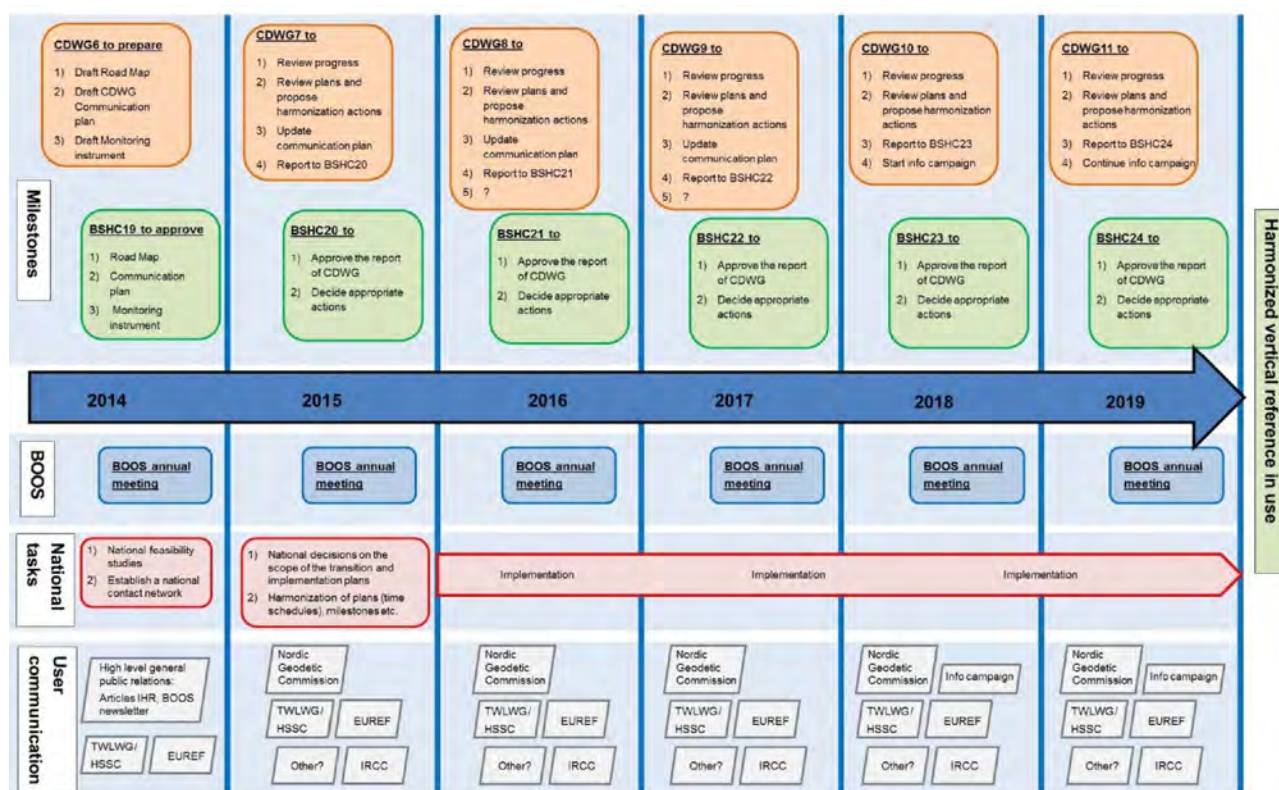 Milestones
CDWG6 to prepare
1) Draft Road Map
2) Draft CDWG
Communication
plan
3) Draft Monitoring
instrument
CDWG7 to
1) Review progress
2) Review plans and
propose
harmonization actions
3) Update
communication plan
4) Report to BSHC20
CDWG8 to
1) Review progress
2) Review plans and
propose
harmonization actions
3) Update
communication plan
4) Report to BSHC21
5) ?
CDWG9 to
1) Review progress
2) Review plans and
propose
harmonization actions
3) Update
communication plan
4) Report to BSHC22
5) ?
CDWG10 to
1) Review progress
2) Review plans and
propose harmonization
actions
3) Report to BSHC23
4) Start info campaign
CDWG11 to
1) Review progress
2) Review plans and
propose harmonization
actions
3) Report to BSHC24
4) Continue info campaign
BSHC19 to approve
1) Road Map
2) Communication
plan
3) Monitoring
instrument
BSHC20 to
1) Approve the report
of CDWG
2) Decide appropriate
actions
BSHC21 to
1) Approve the report
of CDWG
2) Decide appropriate
actions
BSHC22 to
1) Approve the report
of CDWG
2) Decide appropriate
actions
BSHC23 to
1) Approve the report
of CDWG
2) Decide appropriate
actions
BSHC24 to
1) Approve the report
of CDWG
2) Decide appropriate
actions
Harmonized vertical reference in use
2014
2015
2016
2017
2018
2019
BOOS
BOOS annual
meeting
BOOS annual
meeting
BOOS annual
meeting
BOOS annual
meeting
BOOS annual
meeting
BOOS annual
meeting
National
tasks
1) National feasibility
studies
2) Establish a national
contact network
1) National decisions on the
scope of the transition and
implementation plans
2) Harmonization of plans (time
schedules), milestones etc.
Implementation
Implementation
Implementation
User
communication
High level general
public relations:
Articles IHR, BOOS
newsletter
TWLWG/
HSSC
EUREF
Nordic
Geodetic
Commission
TWLWG/
HSSC
EUREF
Other?
IRCC
Nordic
Geodetic
Commission
TWLWG/
HSSC
EUREF
Other?
IRCC
Nordic
Geodetic
Commission
TWLWG/
HSSC
EUREF
Other?
IRCC
Nordic
Geodetic
Commission
Info campaign
TWLWG/
HSSC
EUREF
Other?
IRCC
Nordic
Geodetic
Commission
Info campaign
TWLWG/
HSSC
EUREF
Other?
IRCC